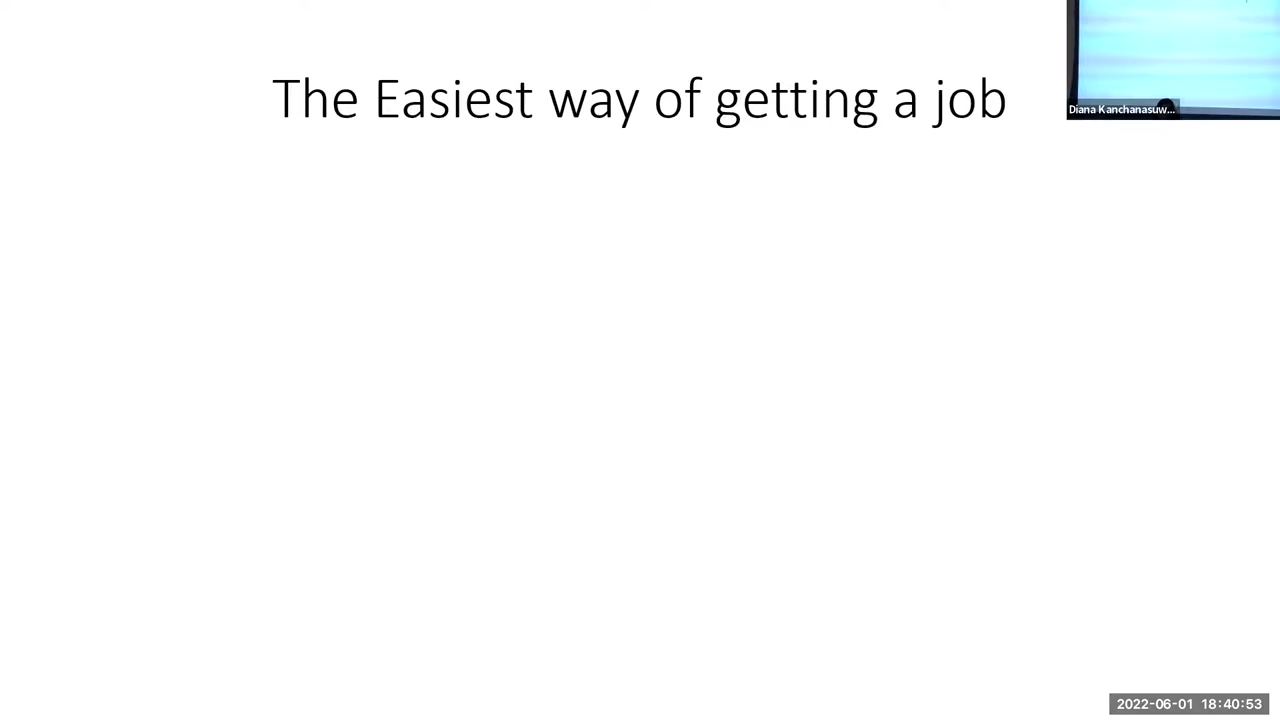 The Easiest way of getting a job
Diana Kanchanasuw...
2022-06-01 18:40:53